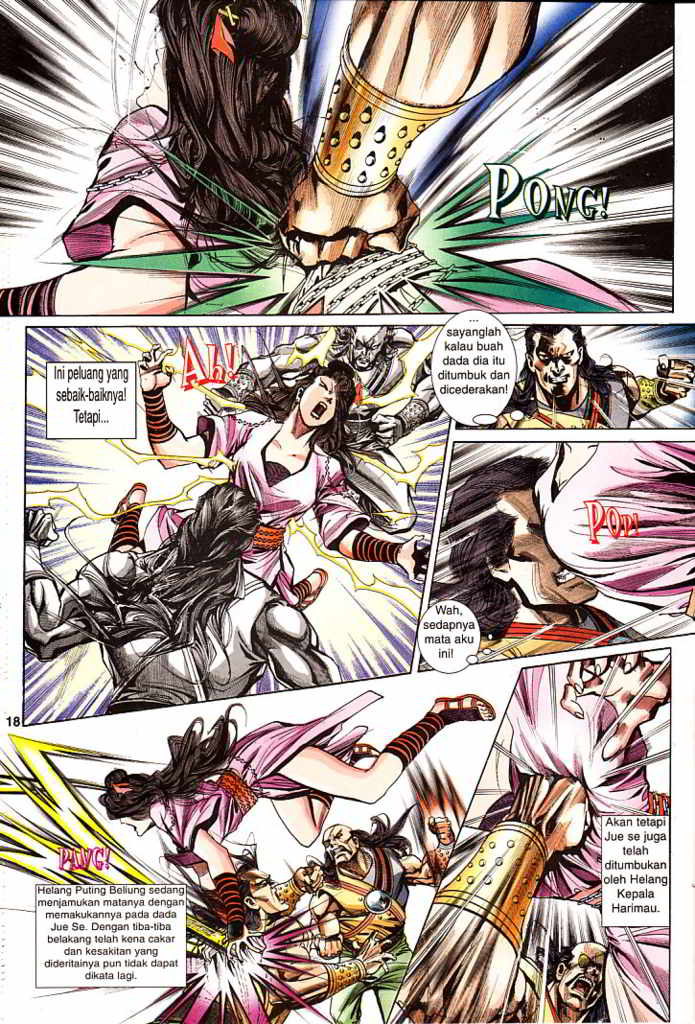 PONG!
Ini peluang yang
sebaik-baiknya!
Tetapi...
Ah!
...
sayanglah
kalau buah
dada dia itu
ditumbuk dan
dicederakan!
POP!
Wah,
sedapnya
mata aku
ini!
18
PANG!
Helang Puting Beliung sedang
menjamukan matanya dengan
memakukannya pada dada
Jue Se. Dengan tiba-tiba
belakang telah kena cakar
dan kesakitan yang
dideritainya pun tidak dapat
dikata lagi.
Akan tetapi
Jue se juga
telah
ditumbukan
oleh Helang
Kepala
Harimau.